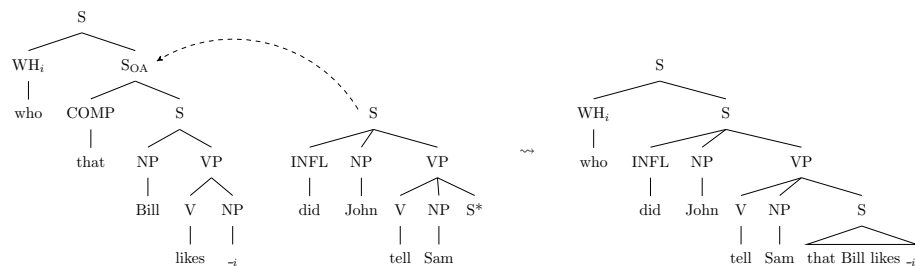 S
WHᵢ S_OA S WHᵢ S
who COMP S INFL NP VP ⇝ who INFL NP VP
that NP VP did John V NP S* did John V NP S
Bill V NP tell Sam tell Sam that Bill likes _ᵢ
likes _ᵢ